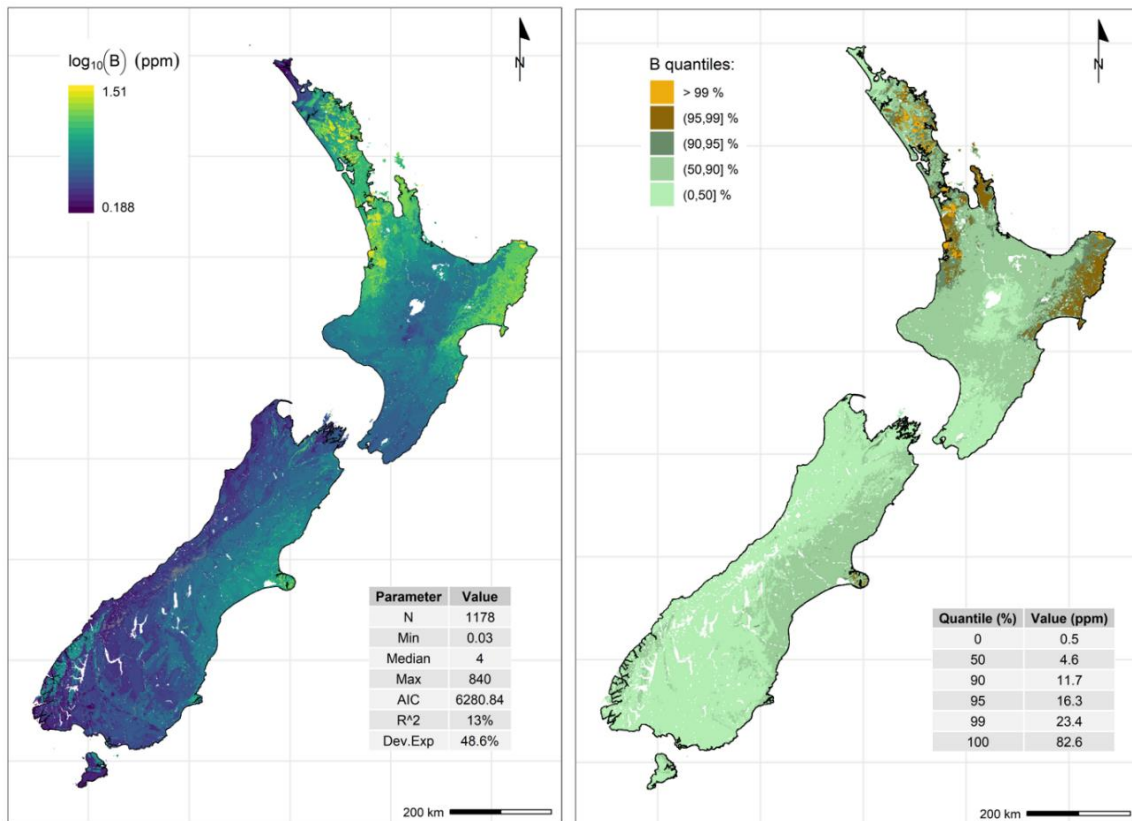 N
log₁₀(B) (ppm)
1.51
0.188
Parameter Value
N 1178
Min 0.03
Median 4
Max 840
AIC 6280.84
R^2 13%
Dev.Exp 48.6%
200 km
N
B quantiles:
> 99 %
(95,99] %
(90,95] %
(50,90] %
(0,50] %
Quantile (%) Value (ppm)
0 0.5
50 4.6
90 11.7
95 16.3
99 23.4
100 82.6
200 km